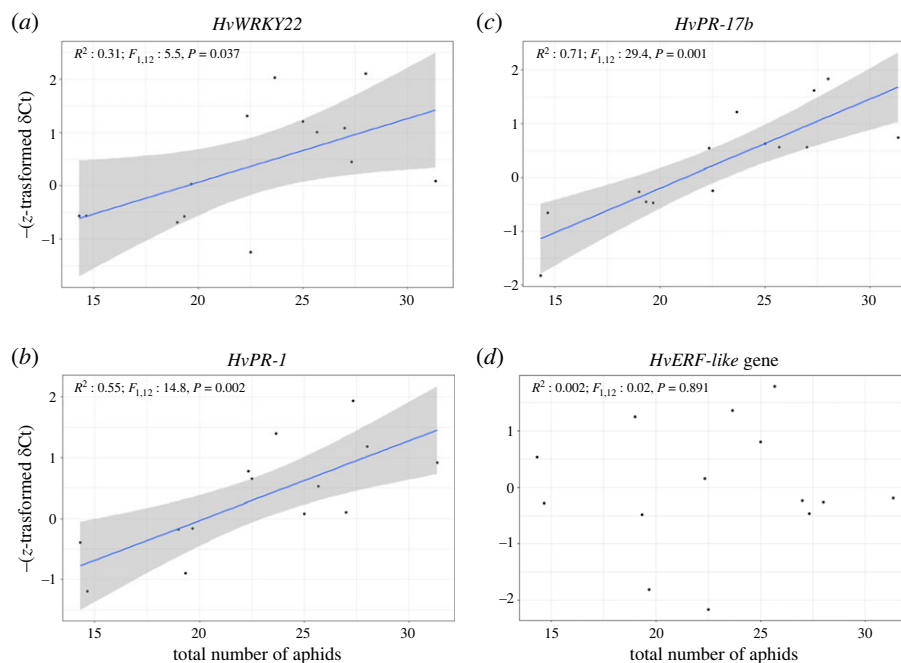 (a) HvWRKY22
R² : 0.31; F1,12 : 5.5, P = 0.037
–(z-trasformed δCt)
2
1
0
–1
15 20 25 30
(b) HvPR-1
R² : 0.55; F1,12 : 14.8, P = 0.002
–(z-trasformed δCt)
2
1
0
–1
15 20 25 30
total number of aphids
(c) HvPR-17b
R² : 0.71; F1,12 : 29.4, P = 0.001
2
1
0
–1
–2
15 20 25 30
(d) HvERF-like gene
R² : 0.002; F1,12 : 0.02, P = 0.891
1
0
–1
–2
15 20 25 30
total number of aphids